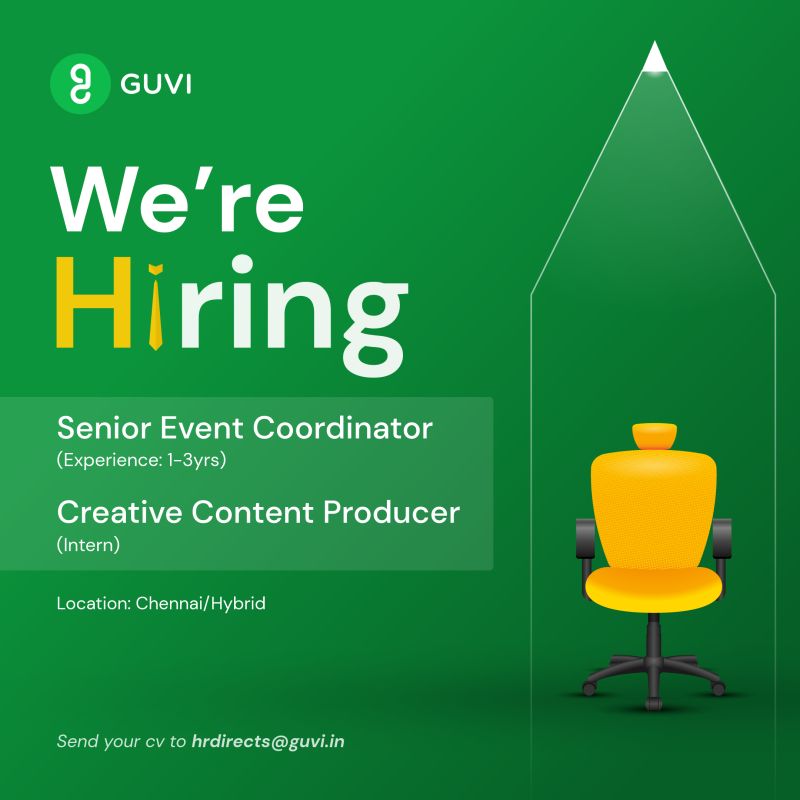 GUVI
We’re
Hiring
Senior Event Coordinator
(Experience: 1-3yrs)
Creative Content Producer
(Intern)
Location: Chennai/Hybrid
Send your cv to hrdirects@guvi.in